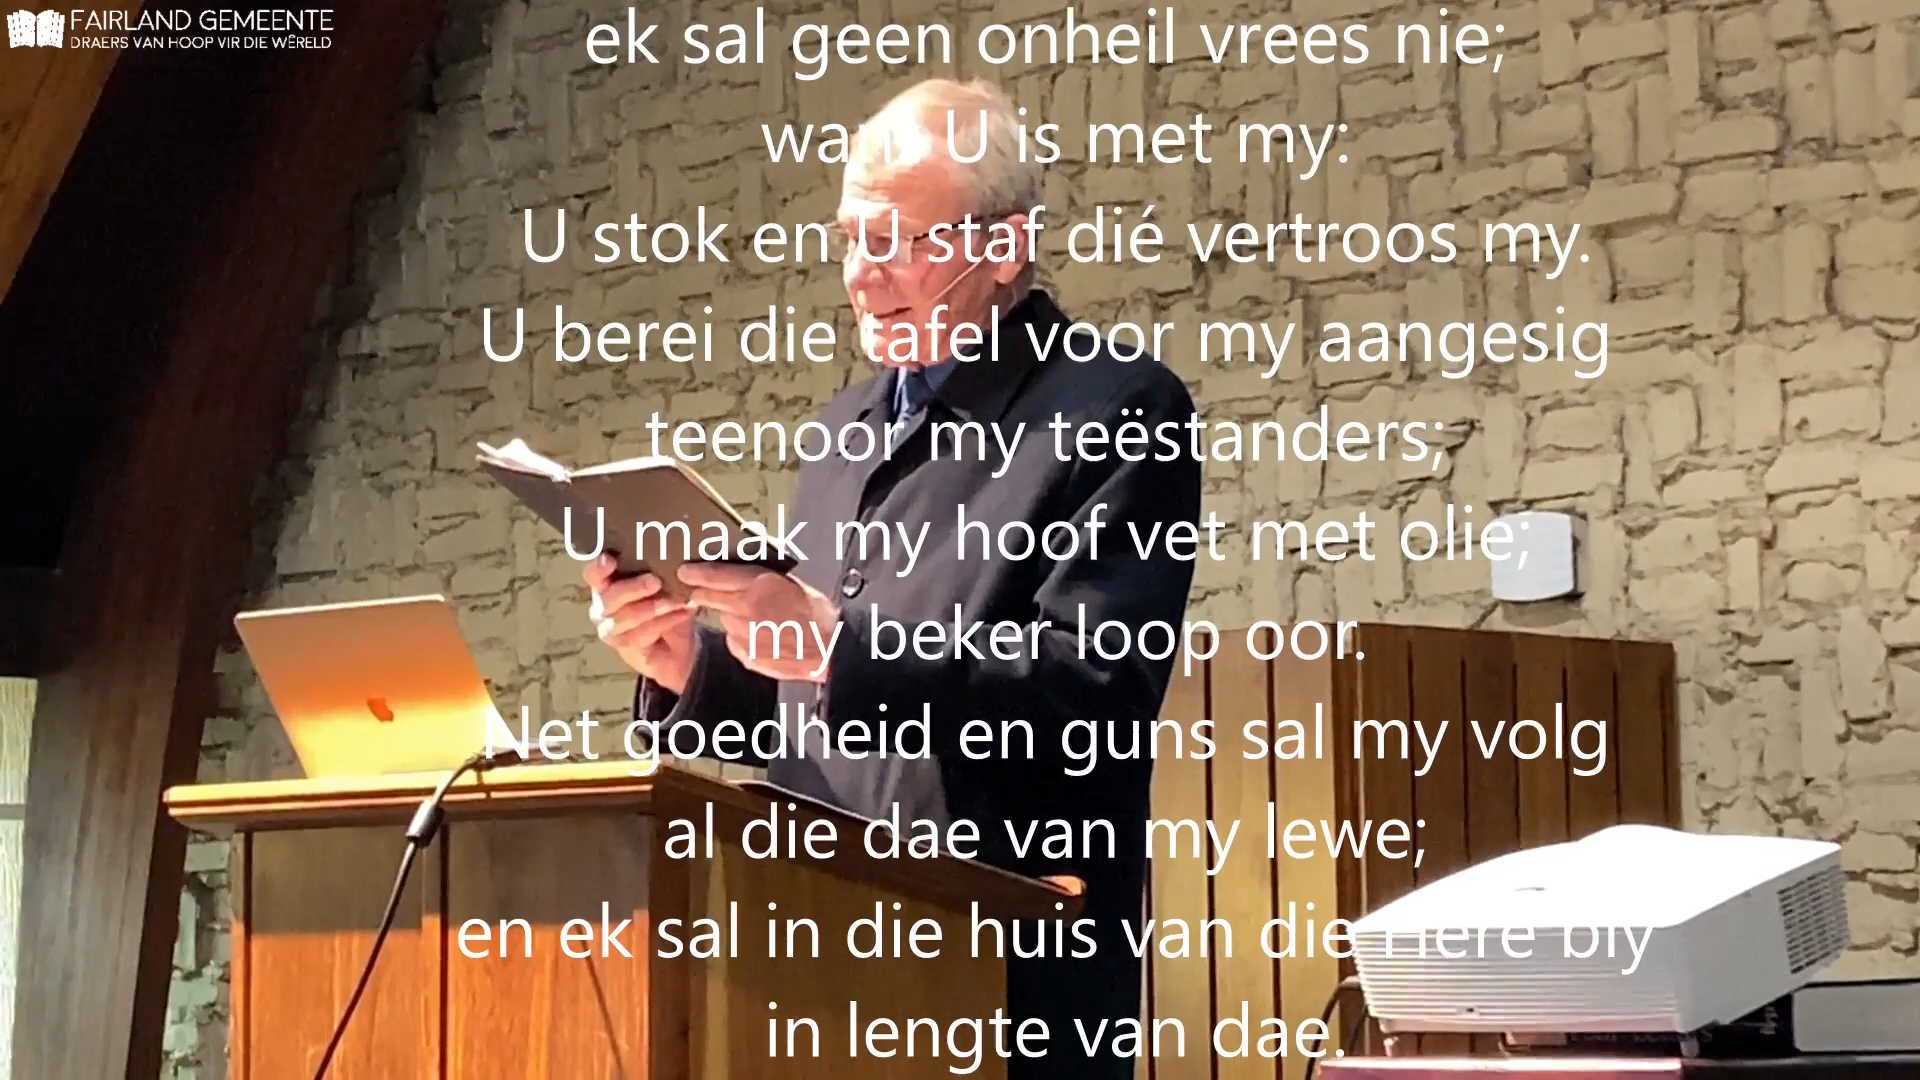 FAIRLAND GEMEENTE
DRAERS VAN HOOP VIR DIE WÊRELD
ek sal geen onheil vrees nie;
want U is met my:
U stok en U staf dié vertroos my.
U berei die tafel voor my aangesig
teenoor my teëstanders;
U maak my hoof vet met olie;
my beker loop oor.
Net goedheid en guns sal my volg
al die dae van my lewe;
en ek sal in die huis van die Here bly
in lengte van dae.